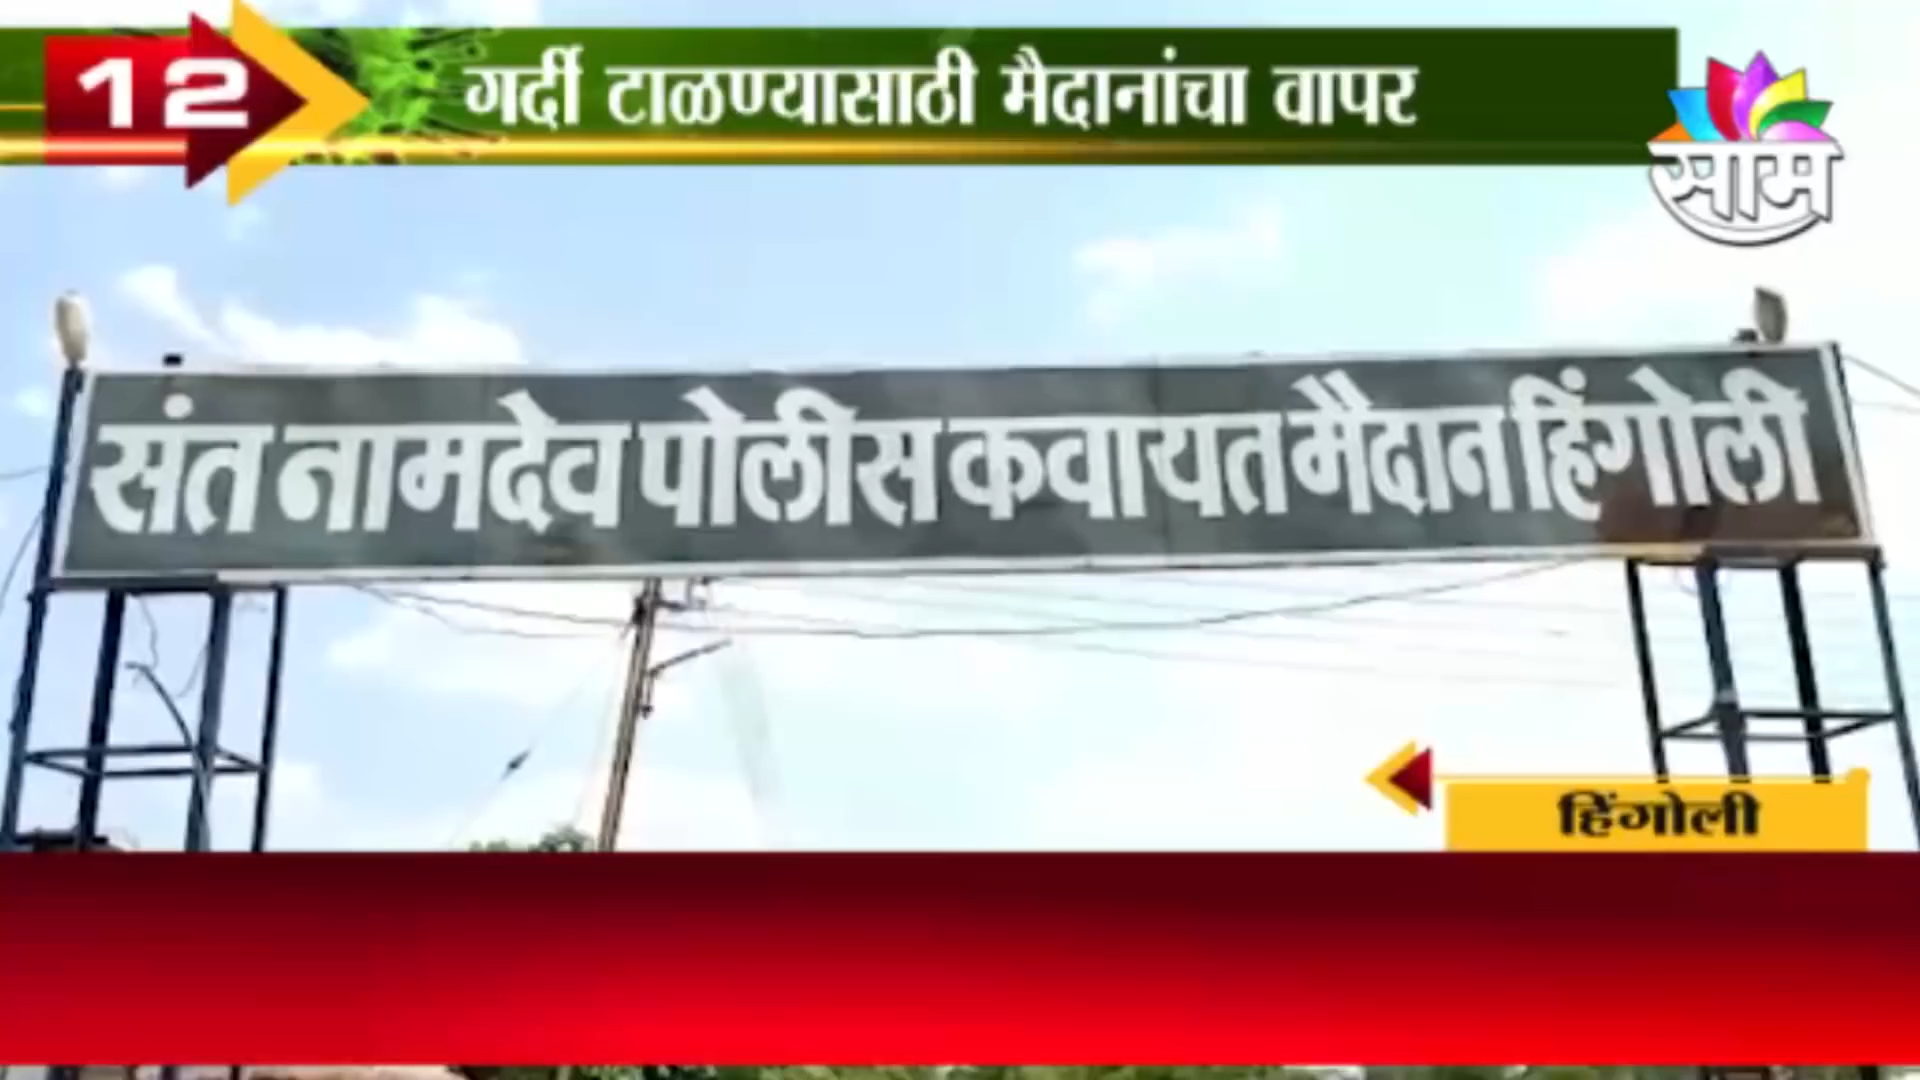 12
गर्दी टाळण्यासाठी मैदानांचा वापर
साम
संत नामदेव पोलीस कवायत मैदान हिंगोली
हिंगोली